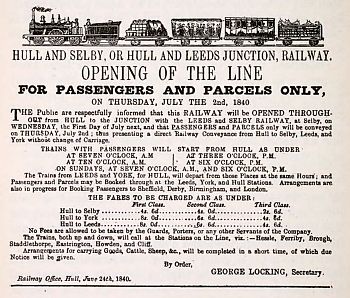 HULL AND SELBY, OR HULL AND LEEDS JUNCTION, RAILWAY.
OPENING OF THE LINE
FOR PASSENGERS AND PARCELS ONLY,
ON THURSDAY, JULY THE 2nd, 1840
THE Public are respectfully informed that this RAILWAY will be OPENED THROUGH-
OUT from HULL to the JUNCTION with the LEEDS and SELBY RAILWAY, at Selby, on
WEDNESDAY, the First Day of July next, and that PASSENGERS and PARCELS only will be conveyed
on THURSDAY, July 2nd; thus presenting a direct Railway Conveyance from Hull to Selby, Leeds, and
York without Change of Carriage.
TRAINS WITH PASSENGERS WILL START FROM HULL AS UNDER
AT SEVEN O'CLOCK, A.M. AT THREE O'CLOCK, P.M.
AT TEN O'CLOCK, A.M. AT SIX O'CLOCK, P.M.
ON SUNDAYS, AT SEVEN O'CLOCK, A.M., AND SIX O'CLOCK, P.M.
The Trains from LEEDS and YORK, for HULL, will depart from those Places at the same Hours; and
Passengers and Parcels may be Booked through at the Leeds, York, and Hull Stations. Arrangements are
also in progress for Booking Passengers to Sheffield, Derby, Birmingham, and London.
THE FARES TO BE CHARGED ARE AS UNDER:
First Class. Second Class. Third Class.
Hull to Selby
Hull to York
Hull to Leeds
No Fees are allowed to be taken by the Guards, Porters, or any other Servants of the Company.
The Trains, both up and down, will call at the Stations on the Line, viz.:—Hessle, Ferriby, Brough,
Staddlethorpe, Eastrington, Howden, and Cliff.
Arrangements for carrying Goods, Cattle, Sheep, &c., will be completed in a short time, of which due
Notice will be given.
By Order,
GEORGE LOCKING, Secretary.
Railway Office, Hull, June 24th, 1840.